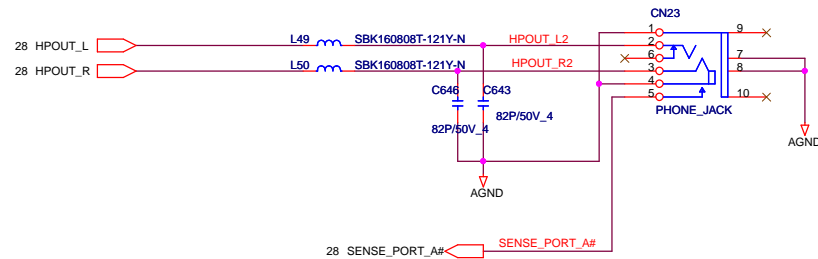 CN23
28 HPOUT_L L49 SBK160808T-121Y-N HPOUT_L2 1 9
2
6 7
28 HPOUT_R L50 SBK160808T-121Y-N HPOUT_R2 3 8
4
C646 C643 5 10
82P/50V_4 82P/50V_4 PHONE_JACK
AGND
AGND
28 SENSE_PORT_A# SENSE_PORT_A#